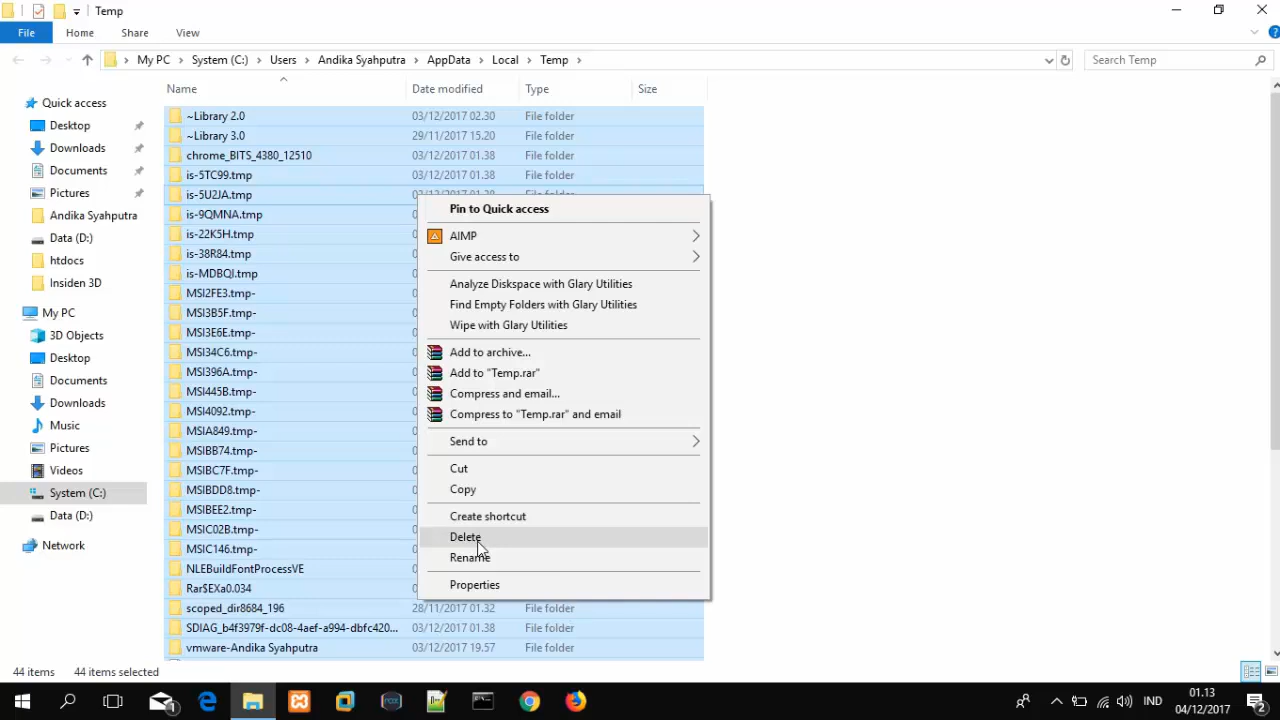 Temp
File Home Share View
My PC System (C:) Users Andika Syahputra AppData Local Temp
Search Temp
Name Date modified Type Size
Quick access
Desktop
Downloads
Documents
Pictures
Andika Syahputra
Data (D:)
htdocs
Insiden 3D
My PC
3D Objects
Desktop
Documents
Downloads
Music
Pictures
Videos
System (C:)
Data (D:)
Network
~Library 2.0 03/12/2017 02.30 File folder
~Library 3.0 29/11/2017 15.20 File folder
chrome_BITS_4380_12510 03/12/2017 01.38 File folder
is-5TC99.tmp 03/12/2017 01.38 File folder
is-5U2JA.tmp 03/12/2017 01.38 File folder
is-9QMNA.tmp
is-22K5H.tmp
is-38R84.tmp
is-MDBQI.tmp
MSI2FE3.tmp-
MSI3B5F.tmp-
MSI3E6E.tmp-
MSI34C6.tmp-
MSI396A.tmp-
MSI445B.tmp-
MSI4092.tmp-
MSIA849.tmp-
MSIBB74.tmp-
MSIBC7F.tmp-
MSIBDD8.tmp-
MSIBEE2.tmp-
MSIC02B.tmp-
MSIC146.tmp-
NLEBuildFontProcessVE
Rar$EXa0.034
scoped_dir8684_196 28/11/2017 01.32 File folder
SDIAG_b4f3979f-dc08-4aef-a994-dbfc420... 03/12/2017 01.38 File folder
vmware-Andika Syahputra 03/12/2017 19.57 File folder
Pin to Quick access
AIMP
Give access to
Analyze Diskspace with Glary Utilities
Find Empty Folders with Glary Utilities
Wipe with Glary Utilities
Add to archive...
Add to "Temp.rar"
Compress and email...
Compress to "Temp.rar" and email
Send to
Cut
Copy
Create shortcut
Delete
Rename
Properties
44 items 44 items selected
1
IND
01.13
04/12/2017
2